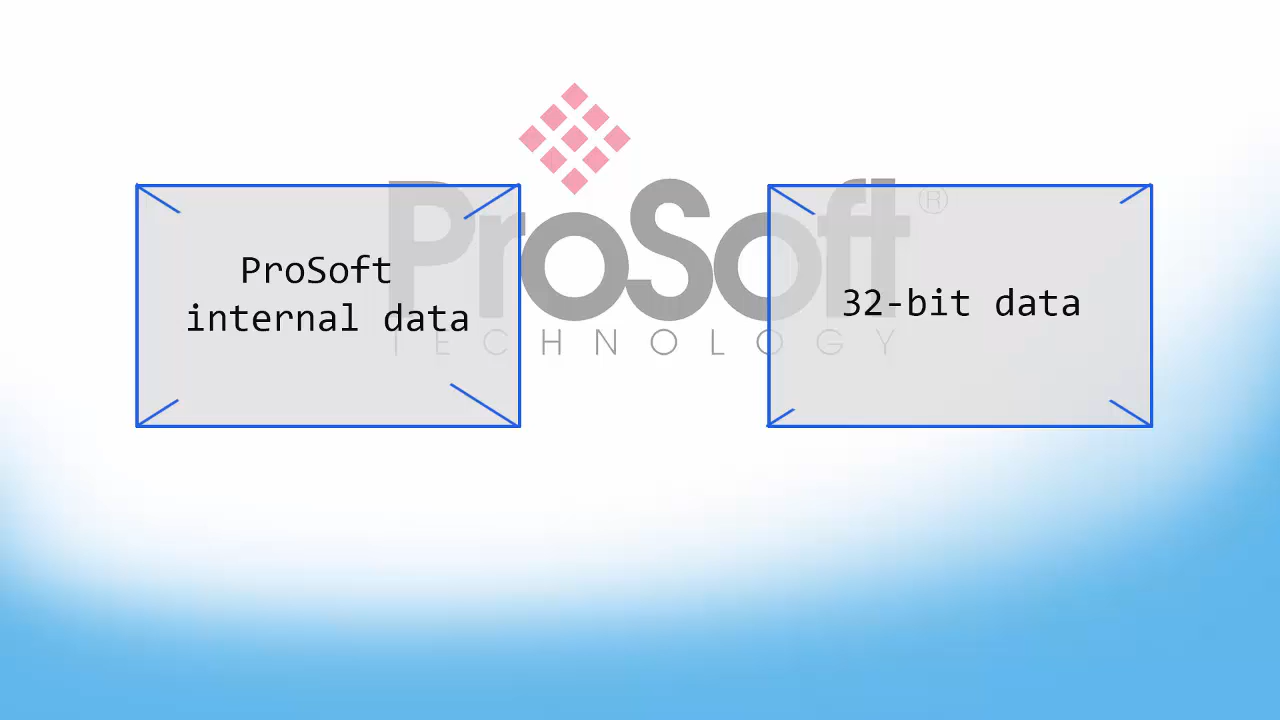 ProSoft®
TECHNOLOGY
ProSoft
internal data
32-bit data